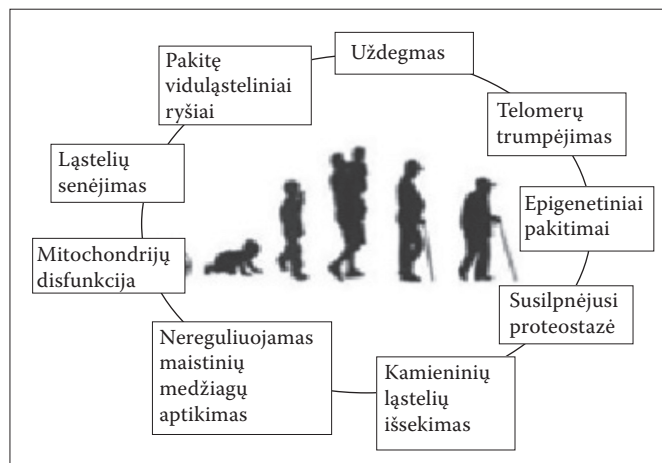 Uždegmas
Telomerų
trumpėjimas
Epigenetiniai
pakitimai
Susilpnėjusi
proteostazė
Kamieninių
ląstelių
išsekimas
Nereguliuojamas
maistinių
medžiagų
aptikimas
Mitochondrijų
disfunkcija
Ląstelių
senėjimas
Pakitę
viduląsteliniai
ryšiai